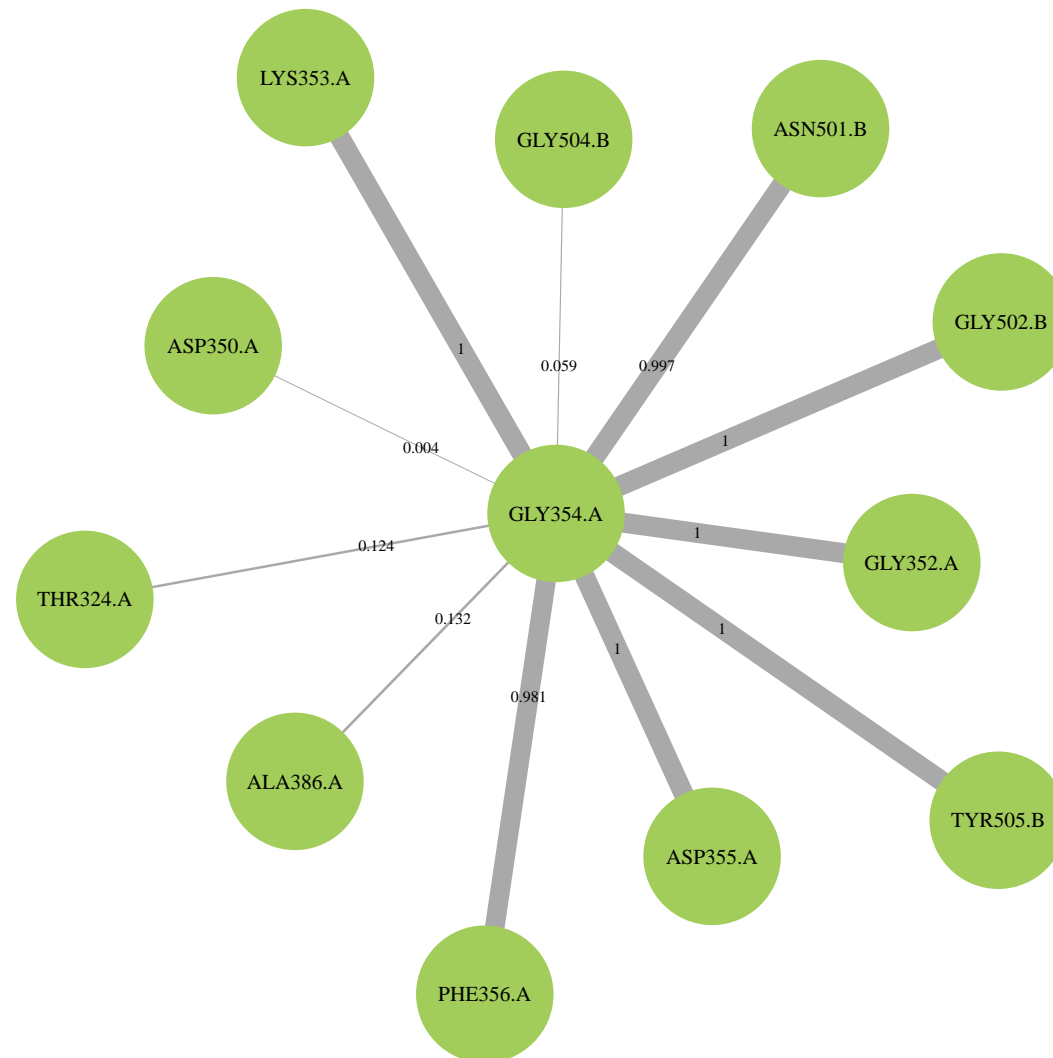 LYS353.A
GLY504.B
ASN501.B
GLY502.B
ASP350.A
1
0.059
0.997
0.004
1
GLY354.A
1
GLY352.A
0.124
THR324.A
0.132
1
1
0.981
ALA386.A
TYR505.B
ASP355.A
PHE356.A